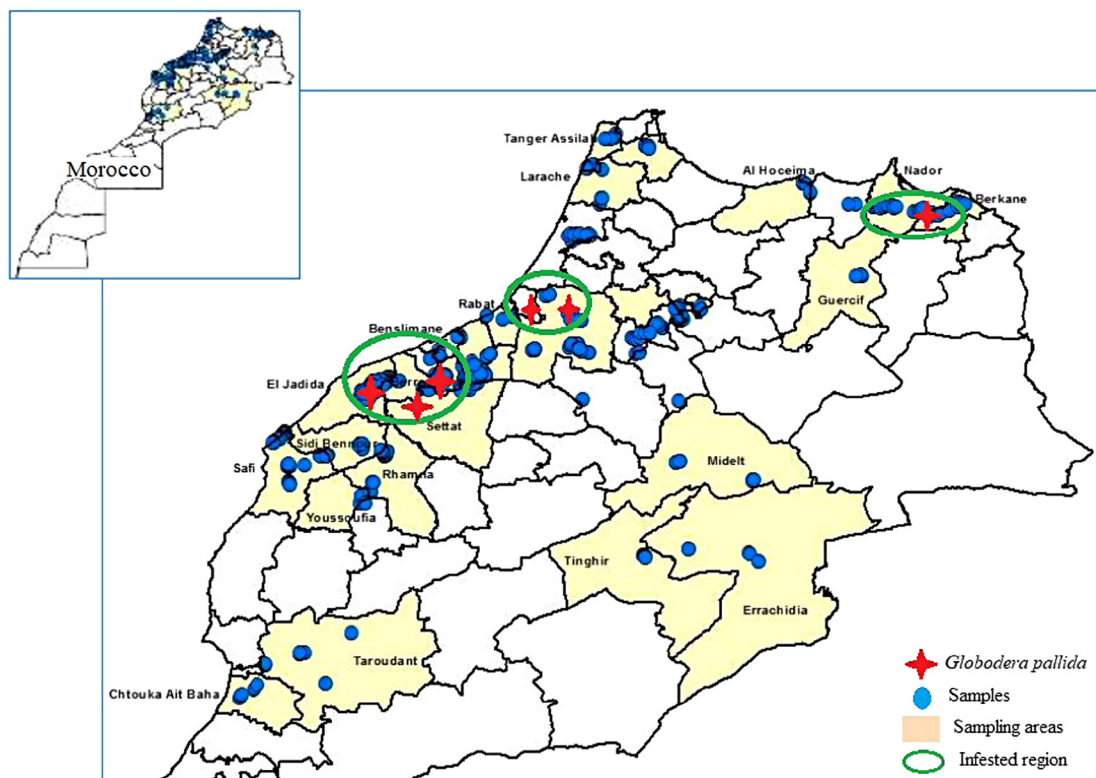 Morocco
Tanger Assilah
Larache
Al Hoceima
Nador
Berkane
Guercif
Rabat
Benslimane
El Jadida
Settat
Sidi Bennour
Safi
Rhamna
Youssoufia
Midelt
Tinghir
Errachidia
Taroudant
Chtouka Ait Baha
Globodera pallida
Samples
Sampling areas
Infested region